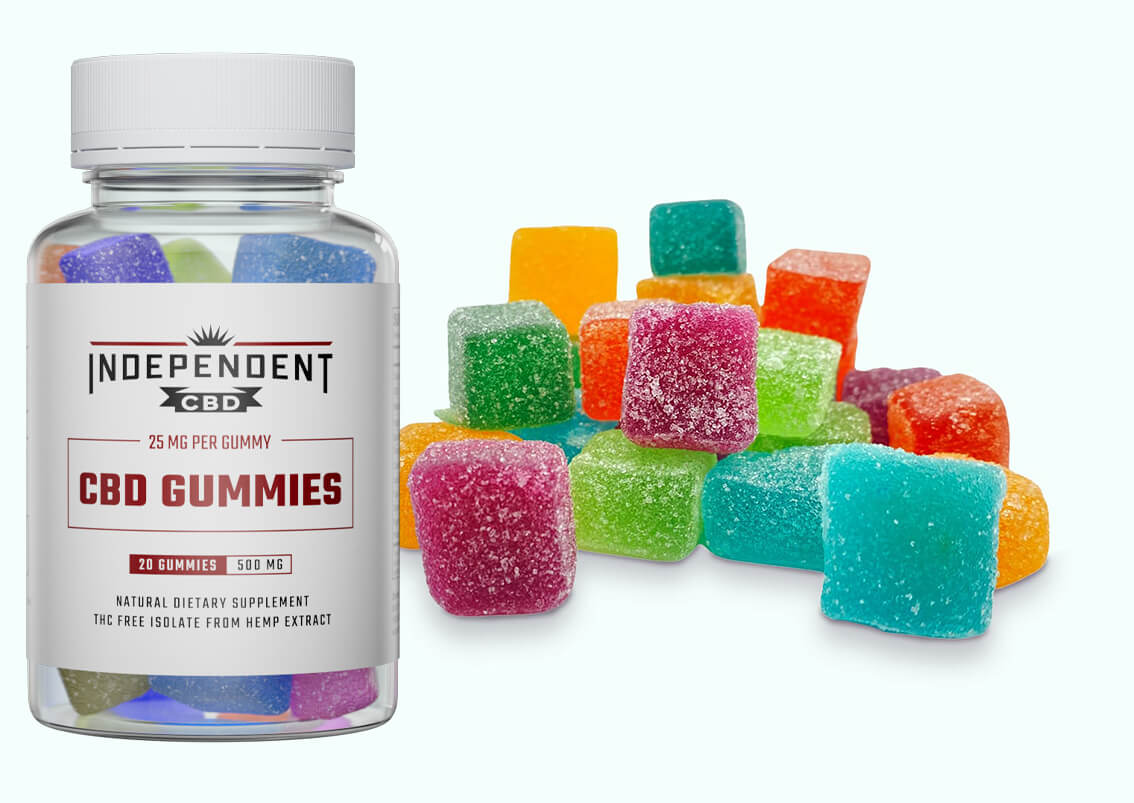 INDEPENDENT
CBD
25 MG PER GUMMY
CBD GUMMIES
20 GUMMIES 500 MG
NATURAL DIETARY SUPPLEMENT
THC FREE ISOLATE FROM HEMP EXTRACT